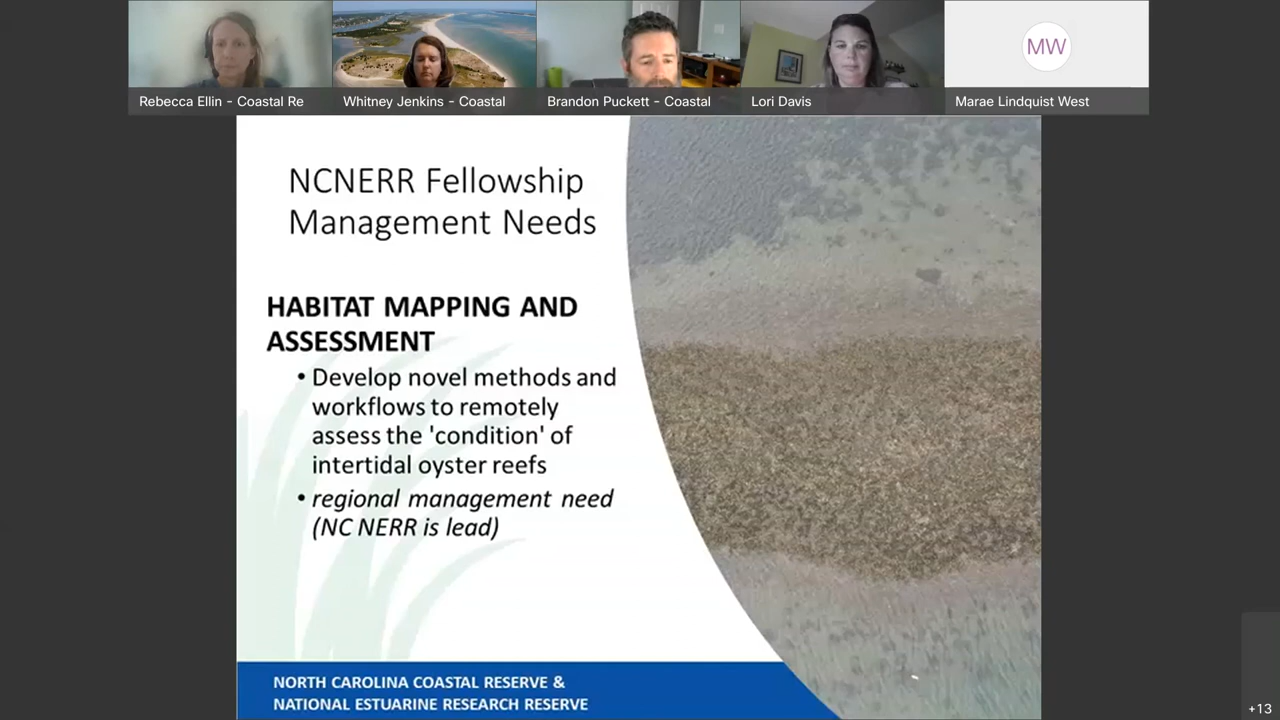 Rebecca Ellin - Coastal Re
Whitney Jenkins - Coastal
Brandon Puckett - Coastal
Lori Davis
MW
Marae Lindquist West
NCNERR Fellowship
Management Needs
HABITAT MAPPING AND
ASSESSMENT
• Develop novel methods and
workflows to remotely
assess the 'condition' of
intertidal oyster reefs
• regional management need
(NC NERR is lead)
NORTH CAROLINA COASTAL RESERVE &
NATIONAL ESTUARINE RESEARCH RESERVE
+13